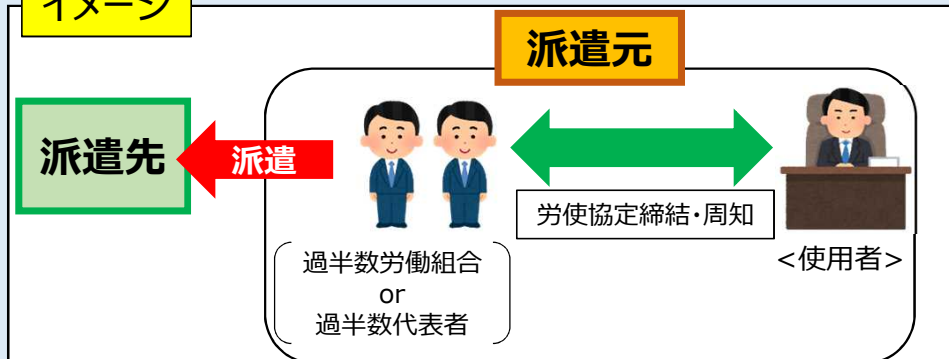 イメージ
派遣元
派遣先
派遣
労使協定締結・周知
過半数労働組合
or
過半数代表者
<使用者>